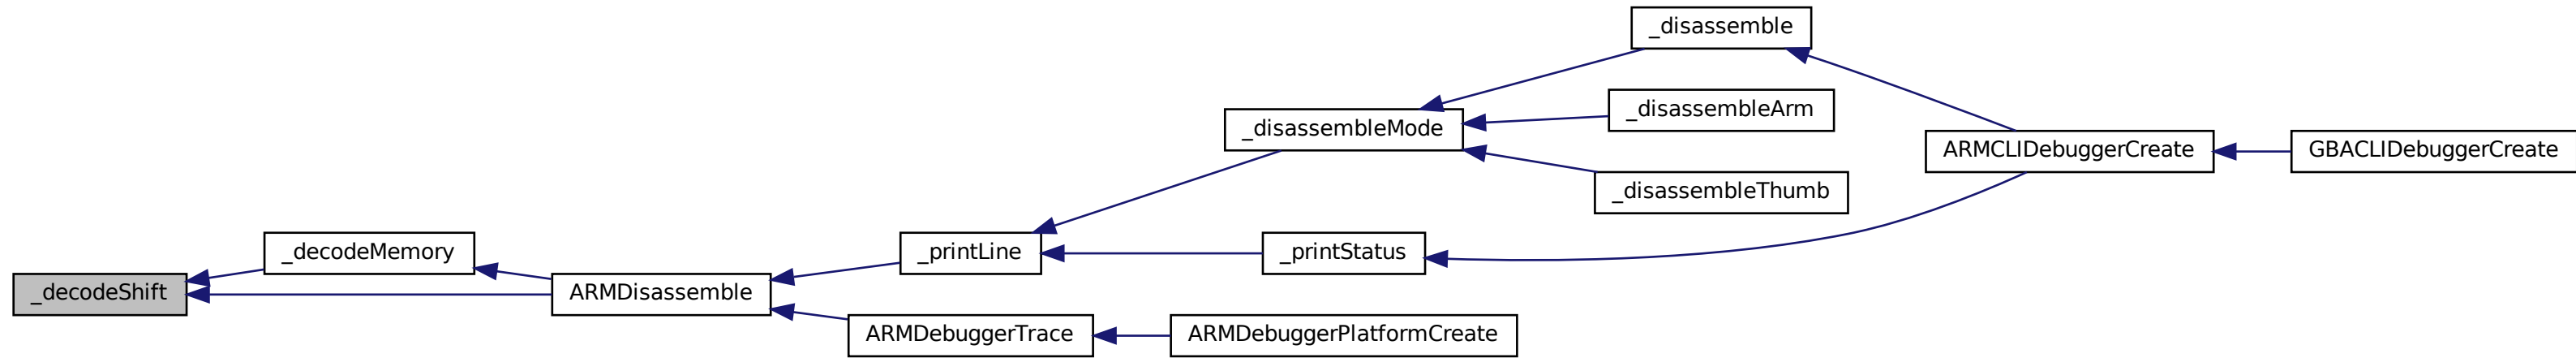 _disassemble
_disassembleArm
_disassembleMode
ARMCLIDebuggerCreate
GBACLIDebuggerCreate
_disassembleThumb
_decodeMemory
_printLine
_printStatus
_decodeShift
ARMDisassemble
ARMDebuggerTrace
ARMDebuggerPlatformCreate